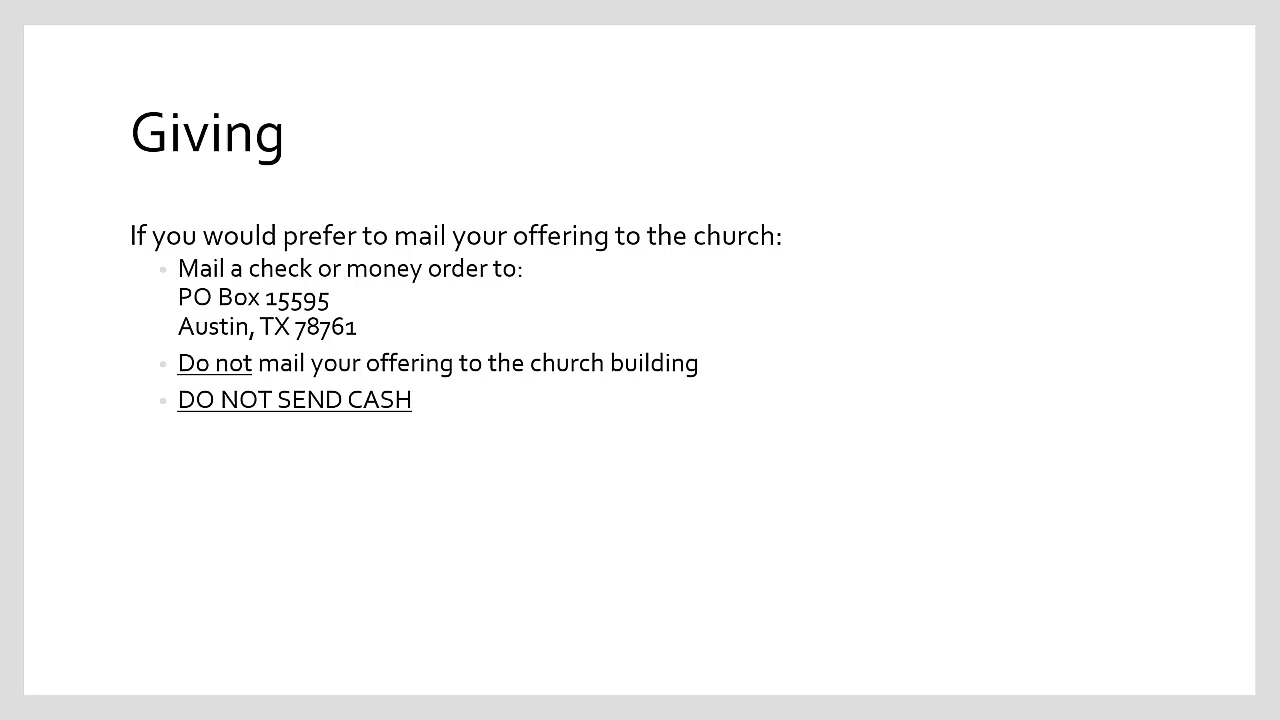 Giving
If you would prefer to mail your offering to the church:
Mail a check or money order to:
PO Box 15595
Austin, TX 78761
Do not mail your offering to the church building
DO NOT SEND CASH